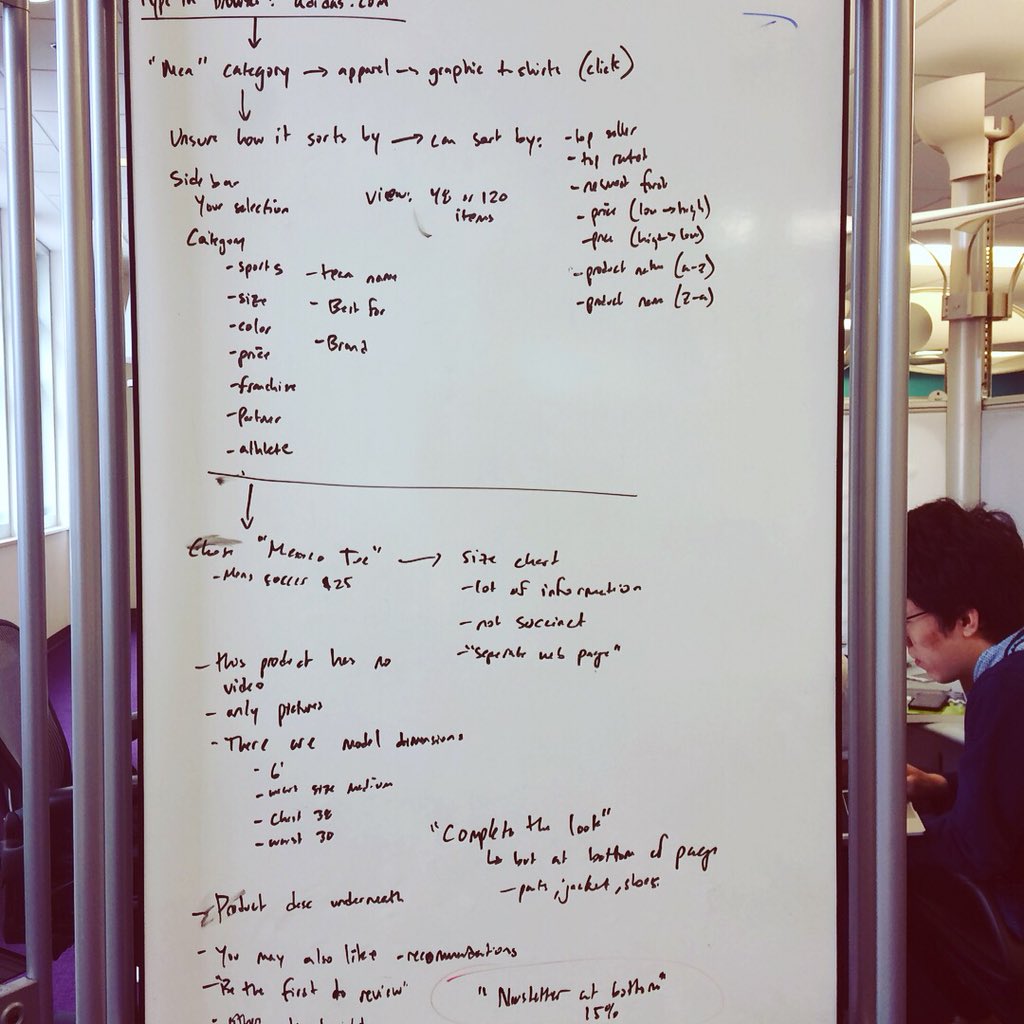 Type in browser: adidas.com
"Men" category → apparel → graphic t-shirts (click)
Unsure how it sorts by → can sort by:
- top seller
- top rated
- newest first
- price (low → high)
- price (high → low)
- product name (a-z)
- product name (z-a)
View: 48 or 120
items
Side bar
Your selection
Category
- sports
- size
- color
- price
- franchise
- Partner
- athlete
- team name
- Best for
- Brand
Chose "Mexico Tee" → size chart
- Mens soccer $25
- lot of information
- not succinct
- "separate web page"
- this product has no
video
- only pictures
- There are model dimensions
- 6'
- wears size medium
- Chest 38
- waist 30
"Complete the look"
↳ but at bottom of page
- pants, jacket, shoes
- Product desc underneath
- You may also like - recommendations
- "Be the first to review"
"Newsletter at bottom"
15%